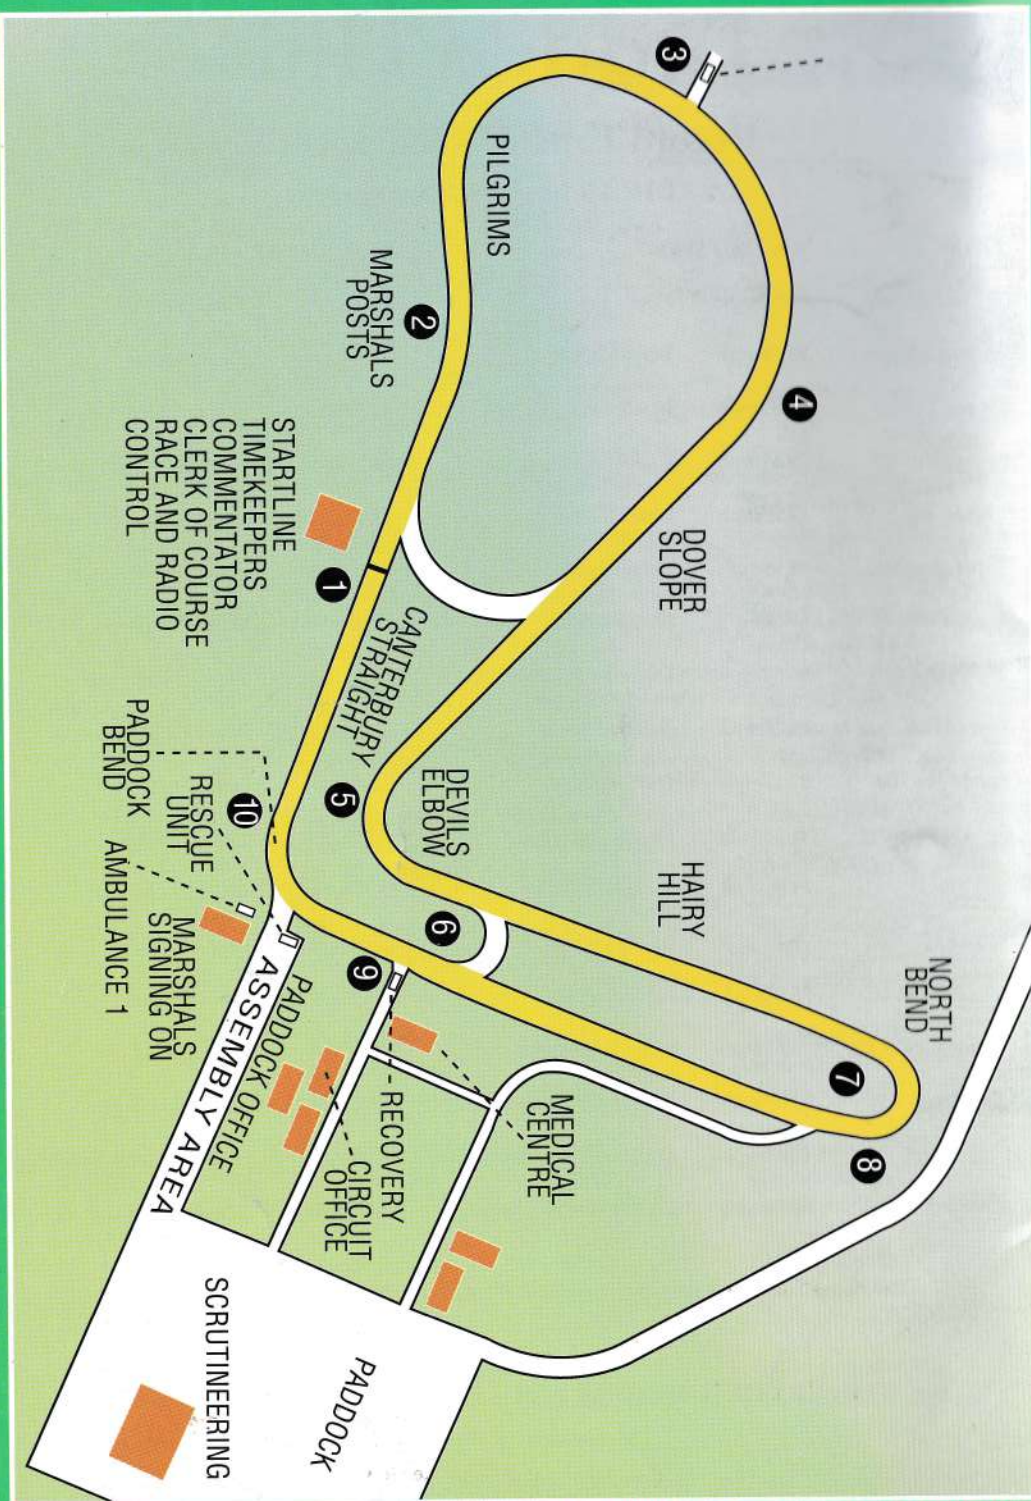 3
PILGRIMS
MARSHALS
POSTS
2
4
STARTLINE
TIMEKEEPERS
COMMENTATOR
CLERK OF COURSE
RACE AND RADIO
CONTROL
1
DOVER
SLOPE
CANTERBURY
STRAIGHT
5
DEVILS
ELBOW
PADDOCK
BEND
10
RESCUE
UNIT
AMBULANCE 1
MARSHALS
SIGNING ON
6
9
HAIRY
HILL
NORTH
BEND
7
8
ASSEMBLY AREA
PADDOCK OFFICE
RECOVERY
CIRCUIT
OFFICE
MEDICAL
CENTRE
SCRUTINEERING
PADDOCK